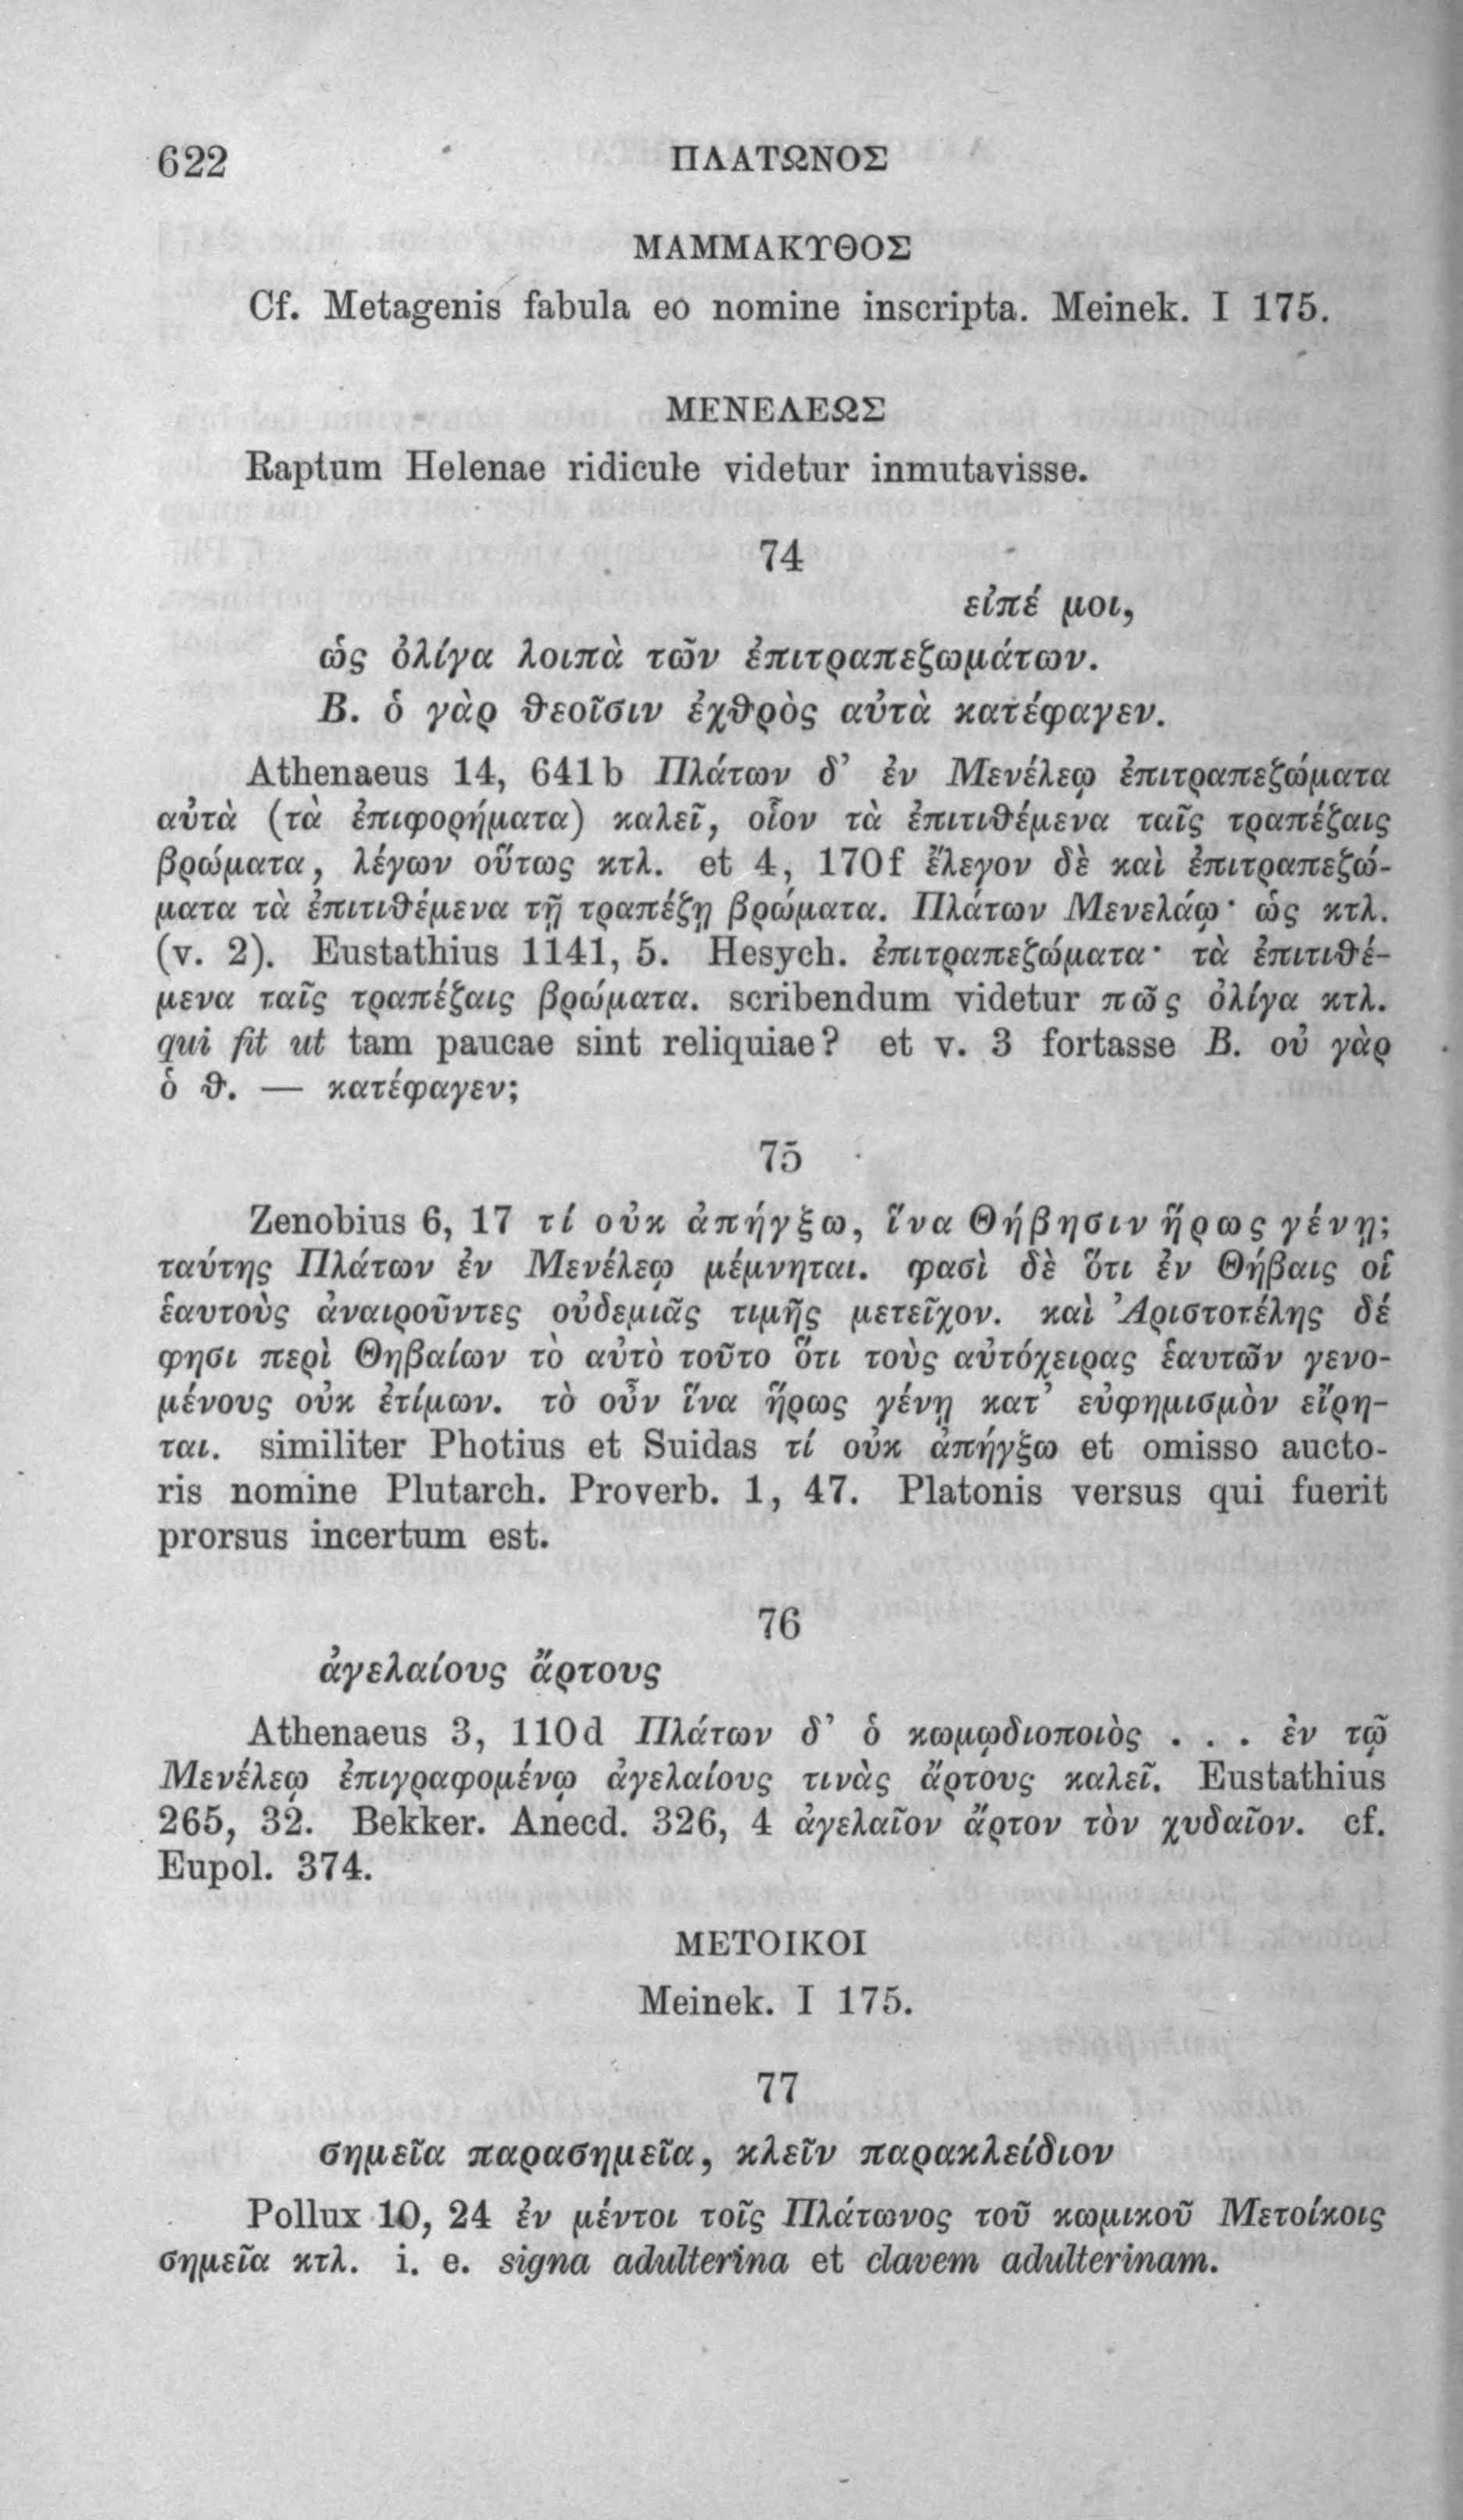 622 ΠΛΑΤΩΝΟΣ
ΜΑΜΜΑΚΥΘΟΣ
Cf. Metagenis fabula eo nomine inscripta. Meinek. I 175.
ΜΕΝΕΛΕΩΣ
Raptum Helenae ridicule videtur inmutavisse.
74
εἰπέ μοι,
ὡς ὀλίγα λοιπὰ τῶν ἐπιτραπεζωμάτων.
Β. ὁ γὰρ θεοῖσιν ἐχθρὸς αὐτὰ κατέφαγεν.
Athenaeus 14, 641b Πλάτων δ’ ἐν Μενέλεῳ ἐπιτραπεζώματα
αὐτὰ (τὰ ἐπιφορήματα) καλεῖ, οἷον τὰ ἐπιτιθέμενα ταῖς τραπέζαις
βρώματα, λέγων οὕτως κτλ. et 4, 170f ἔλεγον δὲ καὶ ἐπιτραπεζώ-
ματα τὰ ἐπιτιθέμενα τῇ τραπέζῃ βρώματα. Πλάτων Μενελάῳ· ὡς κτλ.
(v. 2). Eustathius 1141, 5. Hesych. ἐπιτραπεζώματα· τὰ ἐπιτιθέ-
μενα ταῖς τραπέζαις βρώματα. scribendum videtur πῶς ὀλίγα κτλ.
qui fit ut tam paucae sint reliquiae? et v. 3 fortasse Β. οὐ γὰρ
ὁ θ. — κατέφαγεν;
75
Zenobius 6, 17 τί οὐκ ἀπήγξω, ἵνα Θήβησιν ἥρως γένῃ;
ταύτης Πλάτων ἐν Μενέλεῳ μέμνηται. φασὶ δὲ ὅτι ἐν Θήβαις οἱ
ἑαυτοὺς ἀναιροῦντες οὐδεμιᾶς τιμῆς μετεῖχον. καὶ Ἀριστοτέλης δέ
φησι περὶ Θηβαίων τὸ αὐτὸ τοῦτο ὅτι τοὺς αὐτόχειρας ἑαυτῶν γενο-
μένους οὐκ ἐτίμων. τὸ οὖν ἵνα ἥρως γένῃ κατ’ εὐφημισμὸν εἴρη-
ται. similiter Photius et Suidas τί οὐκ ἀπήγξω et omisso aucto-
ris nomine Plutarch. Proverb. 1, 47. Platonis versus qui fuerit
prorsus incertum est.
76
ἀγελαίους ἄρτους
Athenaeus 3, 110d Πλάτων δ’ ὁ κωμῳδιοποιὸς . . . ἐν τῷ
Μενέλεῳ ἐπιγραφομένῳ ἀγελαίους τινὰς ἄρτους καλεῖ. Eustathius
265, 32. Bekker. Anecd. 326, 4 ἀγελαῖον ἄρτον τὸν χυδαῖον. cf.
Eupol. 374.
ΜΕΤΟΙΚΟΙ
Meinek. I 175.
77
σημεῖα παρασημεῖα, κλεῖν παρακλείδιον
Pollux 10, 24 ἐν μέντοι τοῖς Πλάτωνος τοῦ κωμικοῦ Μετοίκοις
σημεῖα κτλ. i. e. signa adulterina et clavem adulterinam.